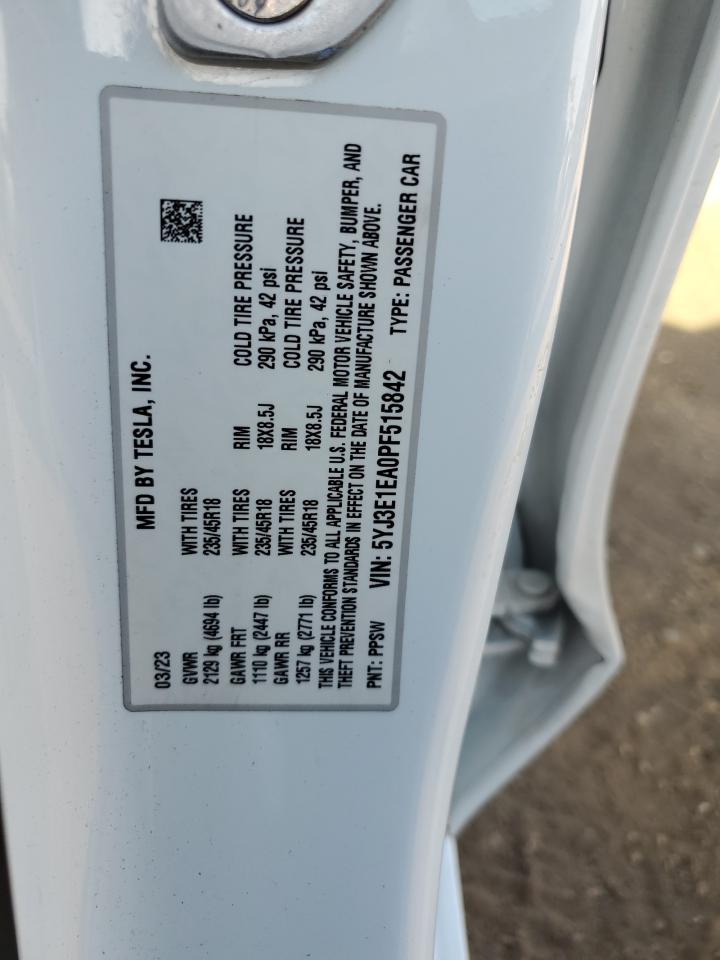 MFD BY TESLA, INC.
03/23
GVWR WITH TIRES
2129 kg (4694 lb) 235/45R18
GAWR FRT WITH TIRES RIM COLD TIRE PRESSURE
1110 kg (2447 lb) 235/45R18 18X8.5J 290 kPa, 42 psi
GAWR RR WITH TIRES RIM COLD TIRE PRESSURE
1257 kg (2771 lb) 235/45R18 18X8.5J 290 kPa, 42 psi
THIS VEHICLE CONFORMS TO ALL APPLICABLE U.S. FEDERAL MOTOR VEHICLE SAFETY, BUMPER, AND
THEFT PREVENTION STANDARDS IN EFFECT ON THE DATE OF MANUFACTURE SHOWN ABOVE.
PNT: PPSW VIN: 5YJ3E1EA0PF515842 TYPE: PASSENGER CAR